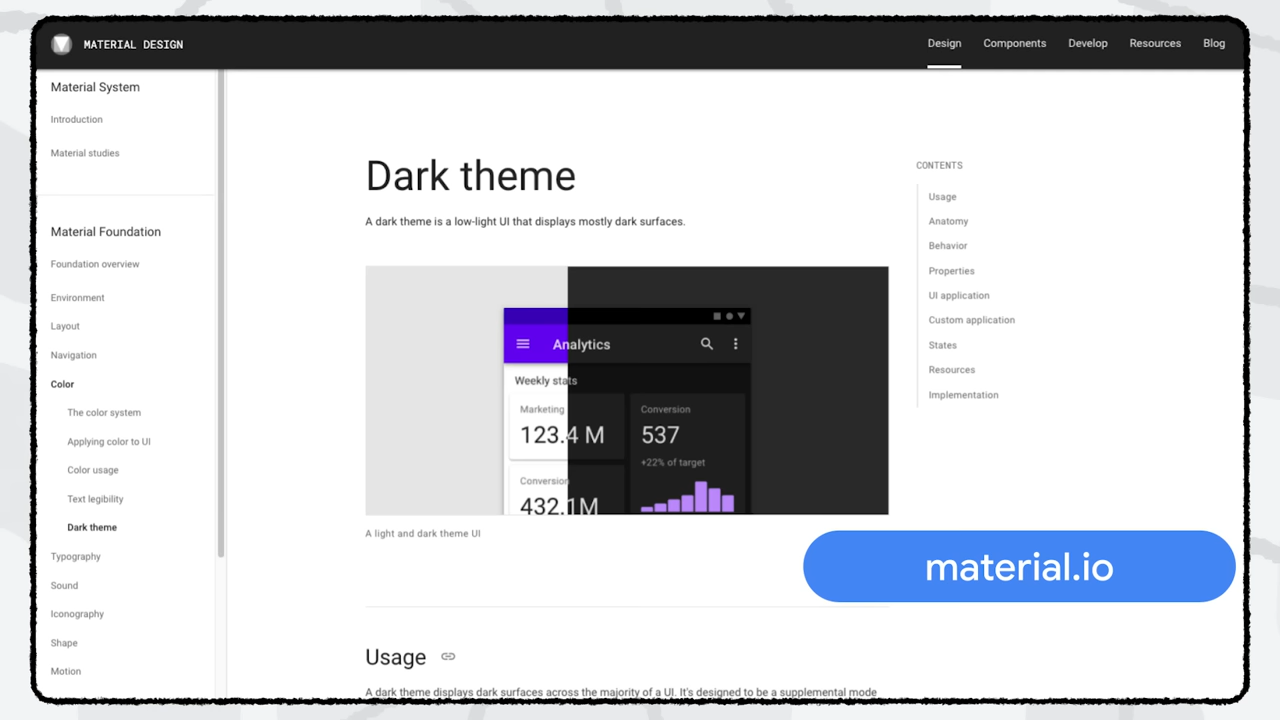 MATERIAL DESIGN
Design
Components
Develop
Resources
Blog
Material System
Introduction
Material studies
Material Foundation
Foundation overview
Environment
Layout
Navigation
Color
The color system
Applying color to UI
Color usage
Text legibility
Dark theme
Typography
Sound
Iconography
Shape
Motion
Dark theme
A dark theme is a low-light UI that displays mostly dark surfaces.
Analytics
Weekly stats
Marketing
123.4 M
Conversion
432.1M
Conversion
537
+22% of target
A light and dark theme UI
Usage
A dark theme displays dark surfaces across the majority of a UI. It's designed to be a supplemental mode
CONTENTS
Usage
Anatomy
Behavior
Properties
UI application
Custom application
States
Resources
Implementation
material.io